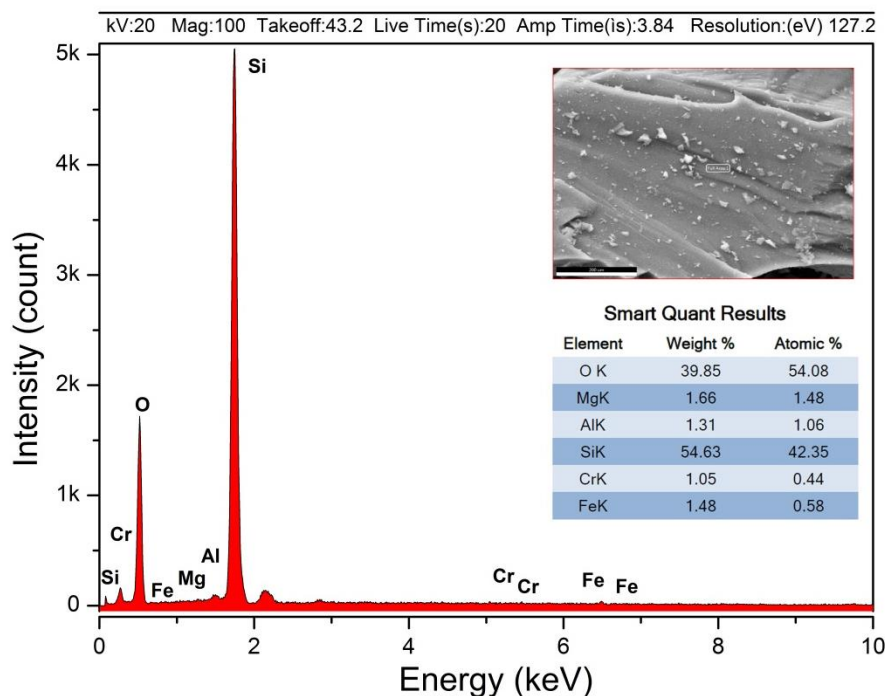 kV:20 Mag:100 Takeoff:43.2 Live Time(s):20 Amp Time(ìs):3.84 Resolution:(eV) 127.2
5k
4k
3k
2k
1k
0
Intensity (count)
Si
O
Cr
Si
Fe
Mg
Al
Cr
Cr
Fe
Fe
0 2 4 6 8 10
Energy (keV)
Smart Quant Results
Element Weight % Atomic %
O K 39.85 54.08
MgK 1.66 1.48
AlK 1.31 1.06
SiK 54.63 42.35
CrK 1.05 0.44
FeK 1.48 0.58